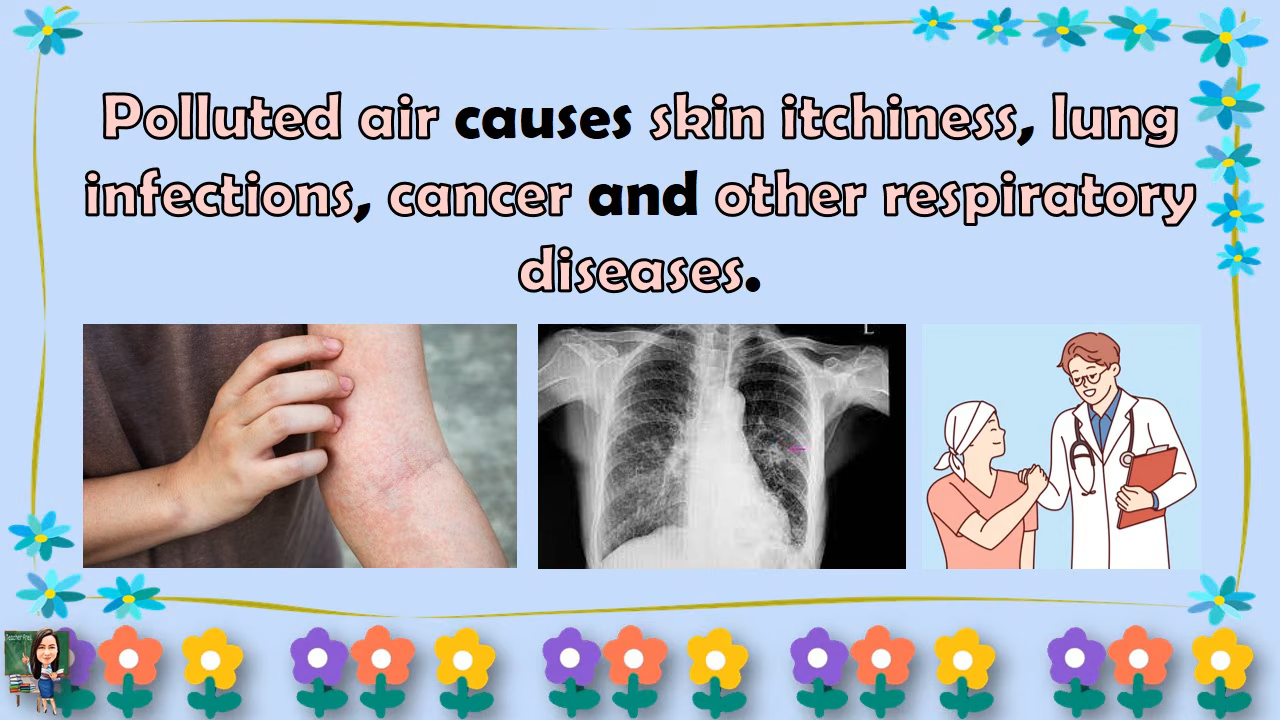 Polluted air causes skin itchiness, lung
infections, cancer and other respiratory
diseases.
L